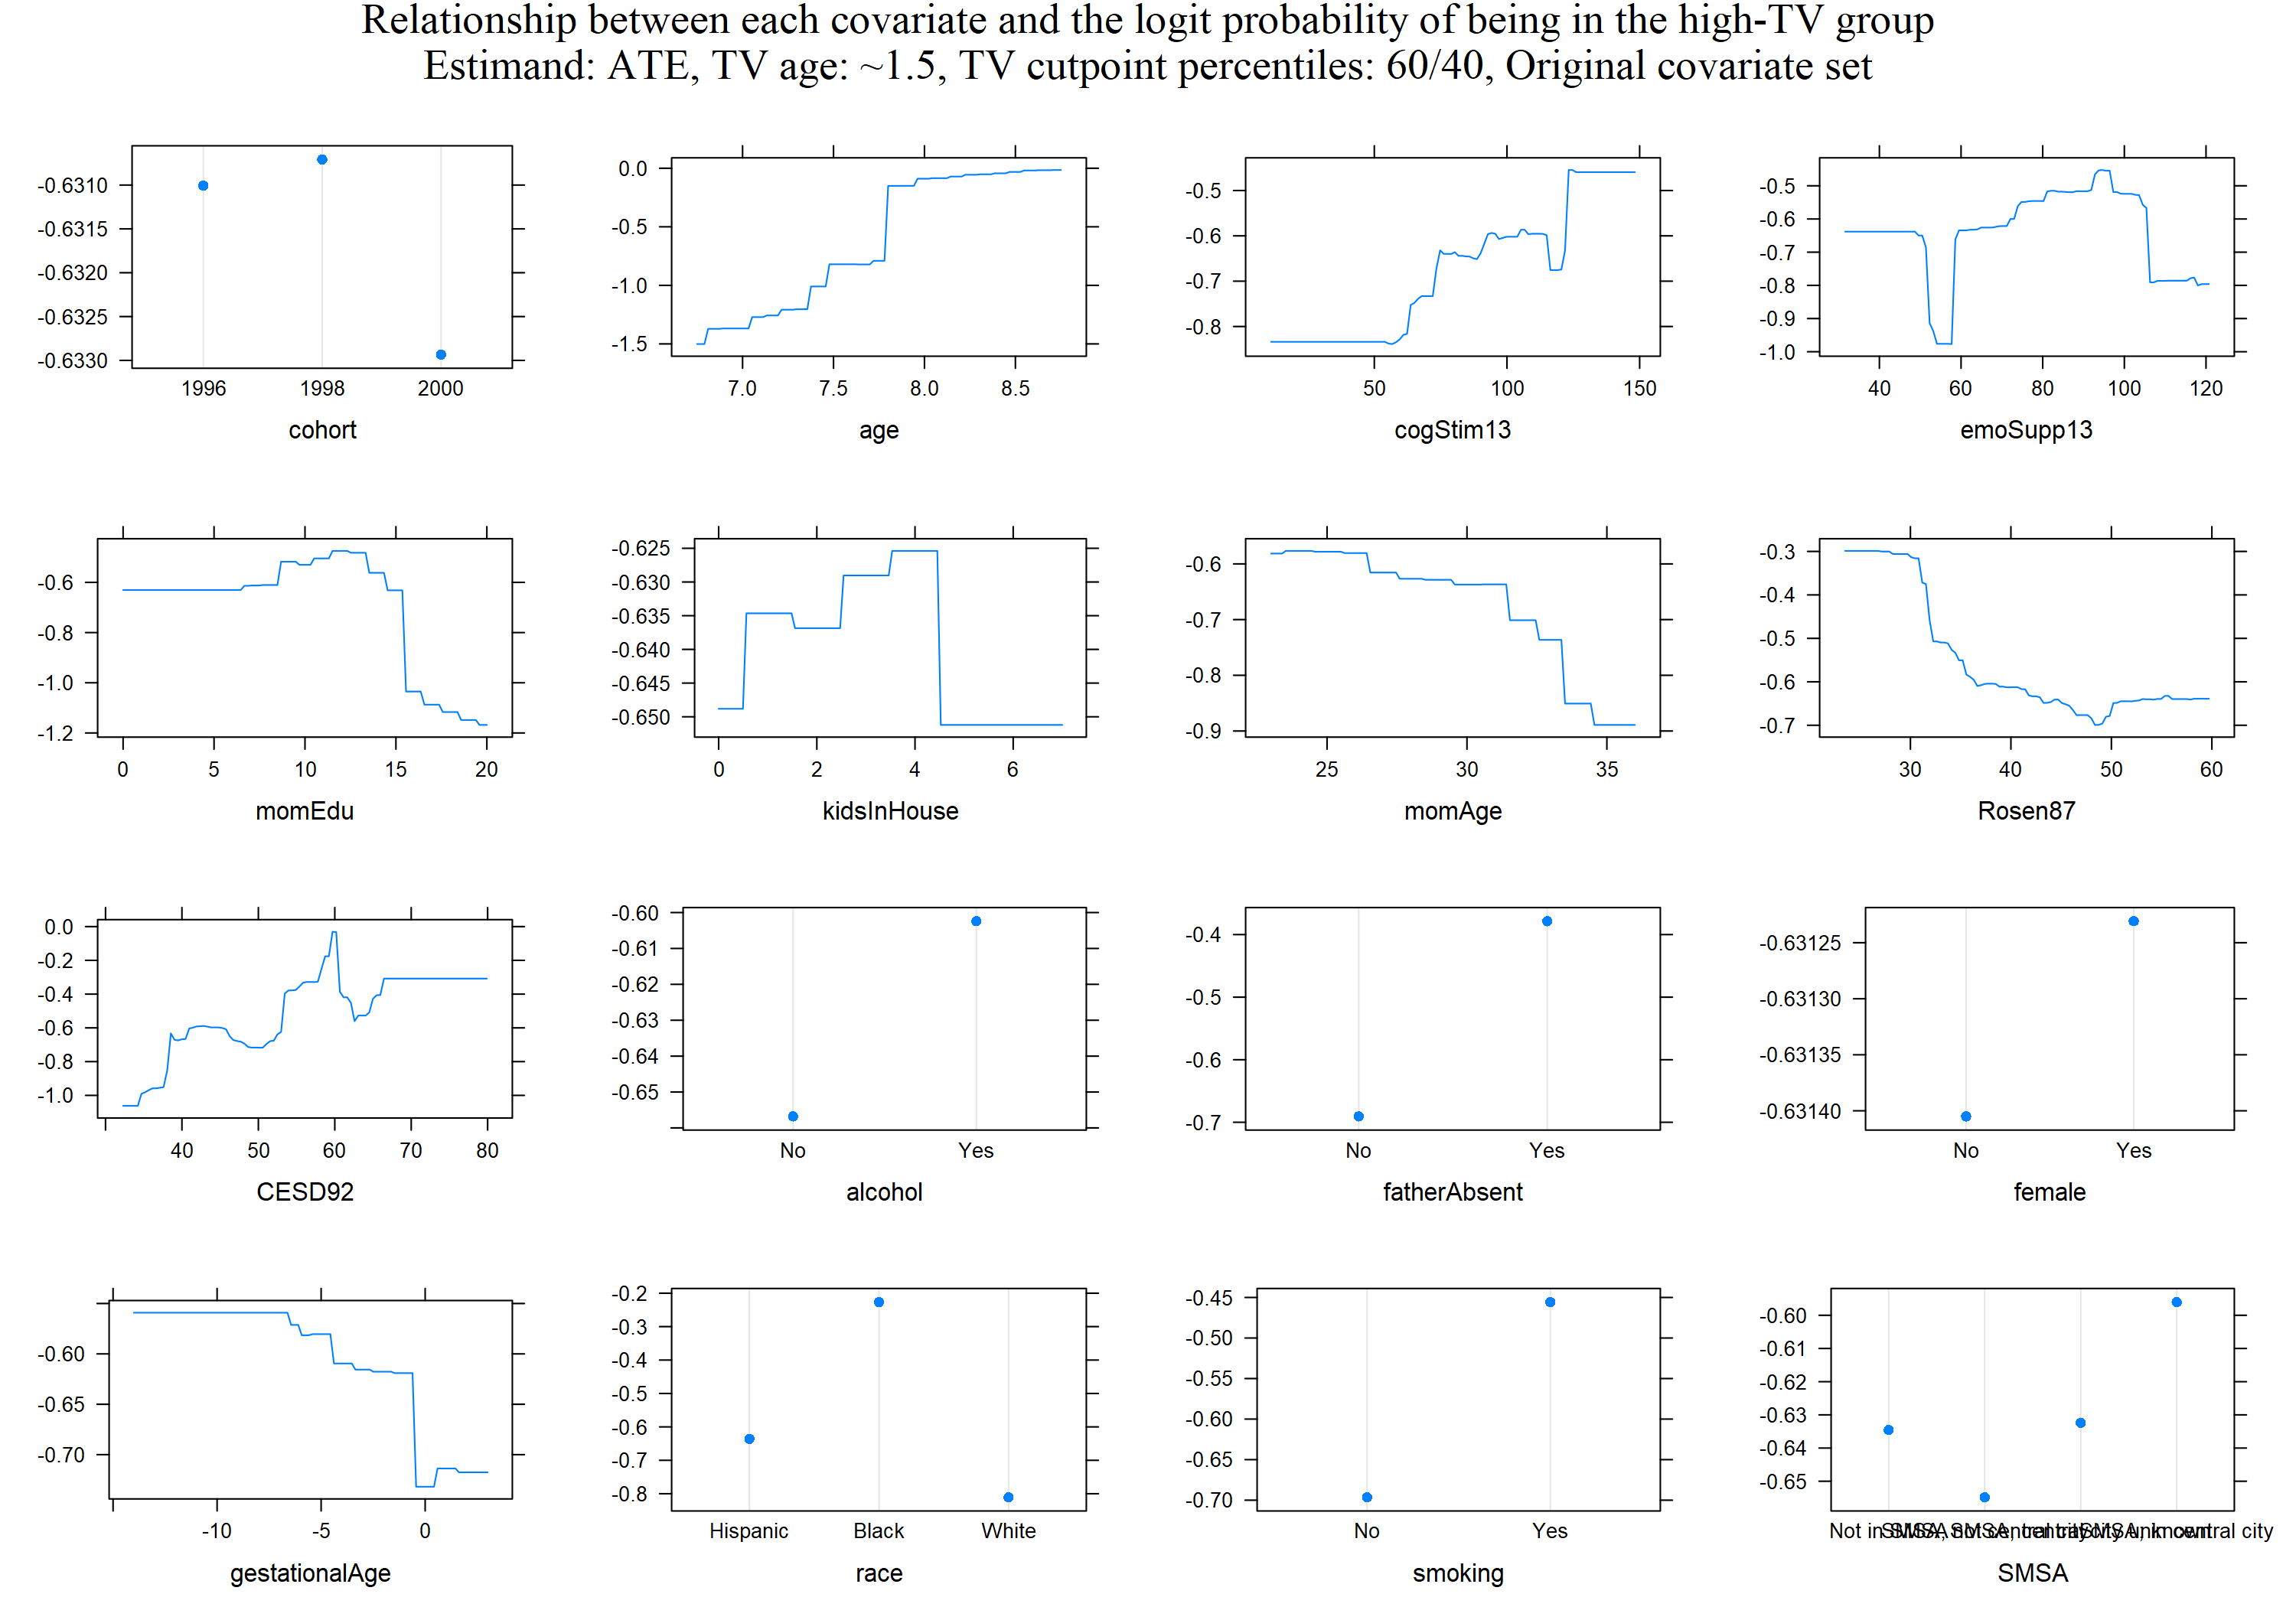 Relationship between each covariate and the logit probability of being in the high-TV group
Estimand: ATE, TV age: ~1.5, TV cutpoint percentiles: 60/40, Original covariate set
-0.6310
-0.6315
-0.6320
-0.6325
-0.6330
1996 1998 2000
cohort
0.0
-0.5
-1.0
-1.5
7.0 7.5 8.0 8.5
age
-0.5
-0.6
-0.7
-0.8
50 100 150
cogStim13
-0.5
-0.6
-0.7
-0.8
-0.9
-1.0
40 60 80 100 120
emoSupp13
-0.6
-0.8
-1.0
-1.2
0 5 10 15 20
momEdu
-0.625
-0.630
-0.635
-0.640
-0.645
-0.650
0 2 4 6
kidsInHouse
-0.6
-0.7
-0.8
-0.9
25 30 35
momAge
-0.3
-0.4
-0.5
-0.6
-0.7
30 40 50 60
Rosen87
0.0
-0.2
-0.4
-0.6
-0.8
-1.0
40 50 60 70 80
CESD92
-0.60
-0.61
-0.62
-0.63
-0.64
-0.65
No Yes
alcohol
-0.4
-0.5
-0.6
-0.7
No Yes
fatherAbsent
-0.63125
-0.63130
-0.63135
-0.63140
No Yes
female
-0.60
-0.65
-0.70
-10 -5 0
gestationalAge
-0.2
-0.3
-0.4
-0.5
-0.6
-0.7
-0.8
Hispanic Black White
race
-0.45
-0.50
-0.55
-0.60
-0.65
-0.70
No Yes
smoking
-0.60
-0.61
-0.62
-0.63
-0.64
-0.65
Not in central city
SMSA